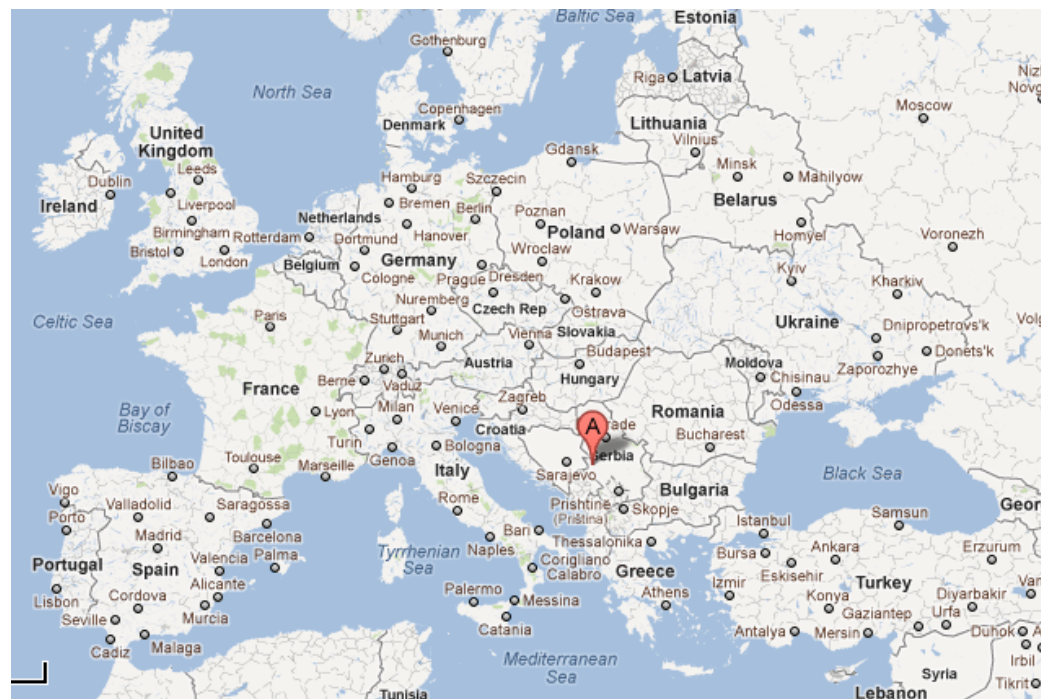 Baltic Sea
Estonia
Gothenburg
Riga
Latvia
North Sea
Copenhagen
Moscow
Denmark
Lithuania
Vilnius
United
Kingdom
Gdansk
Minsk
Mahilyow
Leeds
Dublin
Hamburg
Szczecin
Belarus
Ireland
Liverpool
Bremen
Berlin
Netherlands
Poznan
Homyel
Birmingham
Rotterdam
Hanover
Poland
Warsaw
Voronezh
Bristol
London
Dortmund
Wroclaw
Belgium
Germany
Cologne
Prague
Dresden
Krakow
Kyiv
Kharkiv
Nuremberg
Czech Rep
Ostrava
Celtic Sea
Paris
Stuttgart
Slovakia
Ukraine
Dnipropetrovs'k
Munich
Vienna
Donets'k
Zurich
Austria
Budapest
Moldova
Zaporozhye
Berne
Vaduz
Hungary
Chisinau
France
Zagreb
Odessa
Bay of
Biscay
Lyon
Milan
Venice
Romania
Croatia
A
rade
Turin
Bologna
Bucharest
Toulouse
Genoa
Serbia
Bilbao
Marseille
Italy
Sarajevo
Black Sea
Vigo
Valladolid
Saragossa
Rome
Prishtinë
(Priština)
Bulgaria
Skopje
Porto
Madrid
Barcelona
Bari
Istanbul
Samsun
Thessalonika
Naples
Tyrrhenian
Sea
Corigliano
Calabro
Portugal
Spain
Valencia
Palma
Bursa
Ankara
Erzurum
Greece
Eskisehir
Alicante
Izmir
Turkey
Lisbon
Cordova
Palermo
Messina
Athens
Konya
Diyarbakir
Seville
Murcia
Gaziantep
Urfa
Catania
Antalya
Mersin
Duhok
Cadiz
Malaga
Mediterranean
Sea
Irbil
Syria
Tikrit
Tunisia
Lebanon